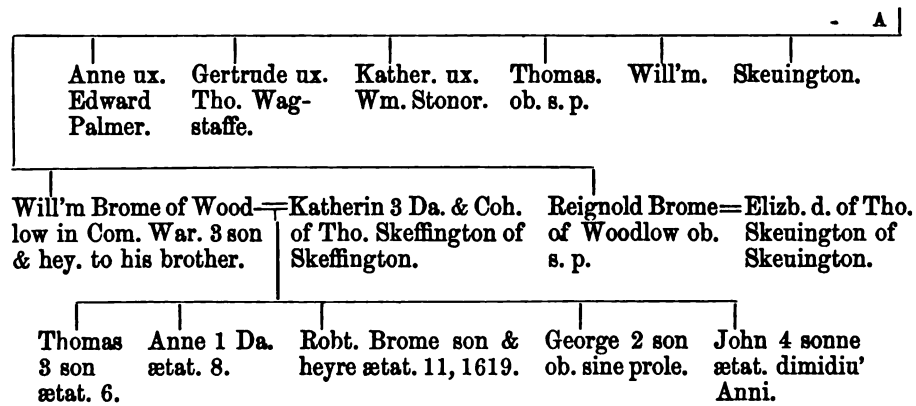 - A
Anne ux.
Edward
Palmer.
Gertrude ux.
Tho. Wag-
staffe.
Kather. ux.
Wm. Stonor.
Thomas.
ob. s. p.
Will'm.
Skeuington.
Will'm Brome of Wood-
low in Com. War. 3 son
& hey. to his brother.
Katherin 3 Da. & Coh.
of Tho. Skeffington of
Skeffington.
Reignold Brome
of Woodlow ob.
s. p.
Elizb. d. of Tho.
Skeuington of
Skeuington.
Thomas
3 son
ætat. 6.
Anne 1 Da.
ætat. 8.
Robt. Brome son &
heyre ætat. 11, 1619.
George 2 son
ob. sine prole.
John 4 sonne
ætat. dimidiu'
Anni.